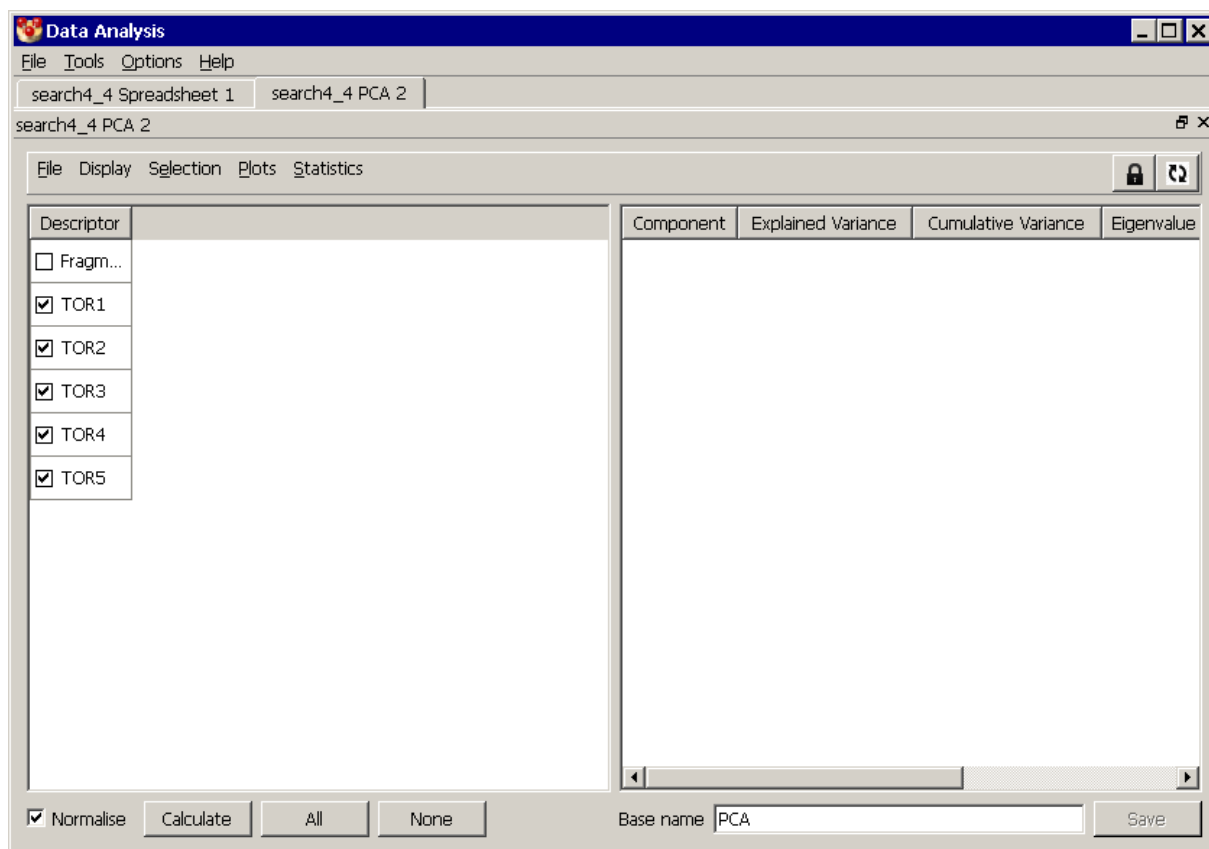 Data Analysis
File Tools Options Help
search4_4 Spreadsheet 1 search4_4 PCA 2
search4_4 PCA 2
File Display Selection Plots Statistics
Descriptor
Component Explained Variance Cumulative Variance Eigenvalue
Fragm...
TOR1
TOR2
TOR3
TOR4
TOR5
Normalise Calculate All None Base name PCA Save